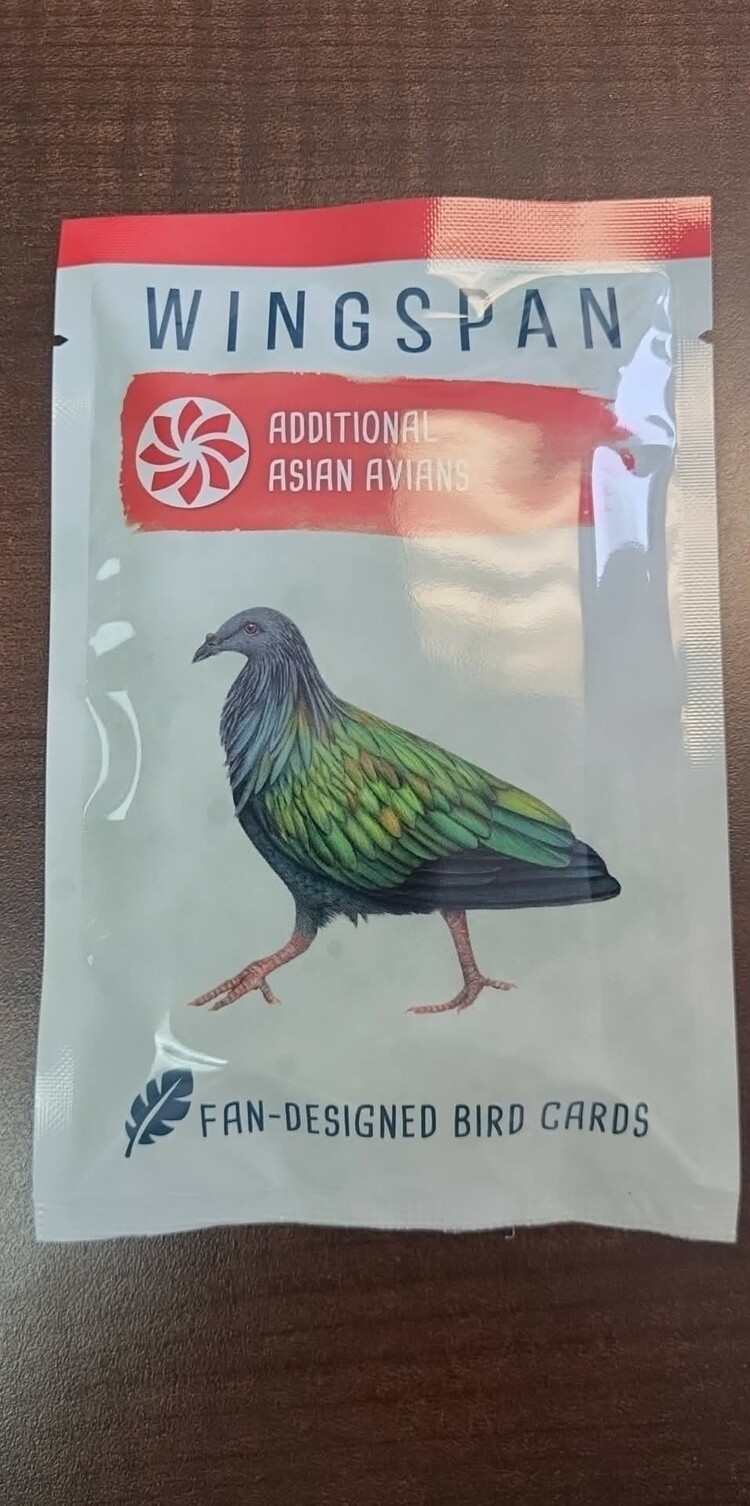 WINGSPAN
ADDITIONAL
ASIAN AVIANS
FAN-DESIGNED BIRD CARDS